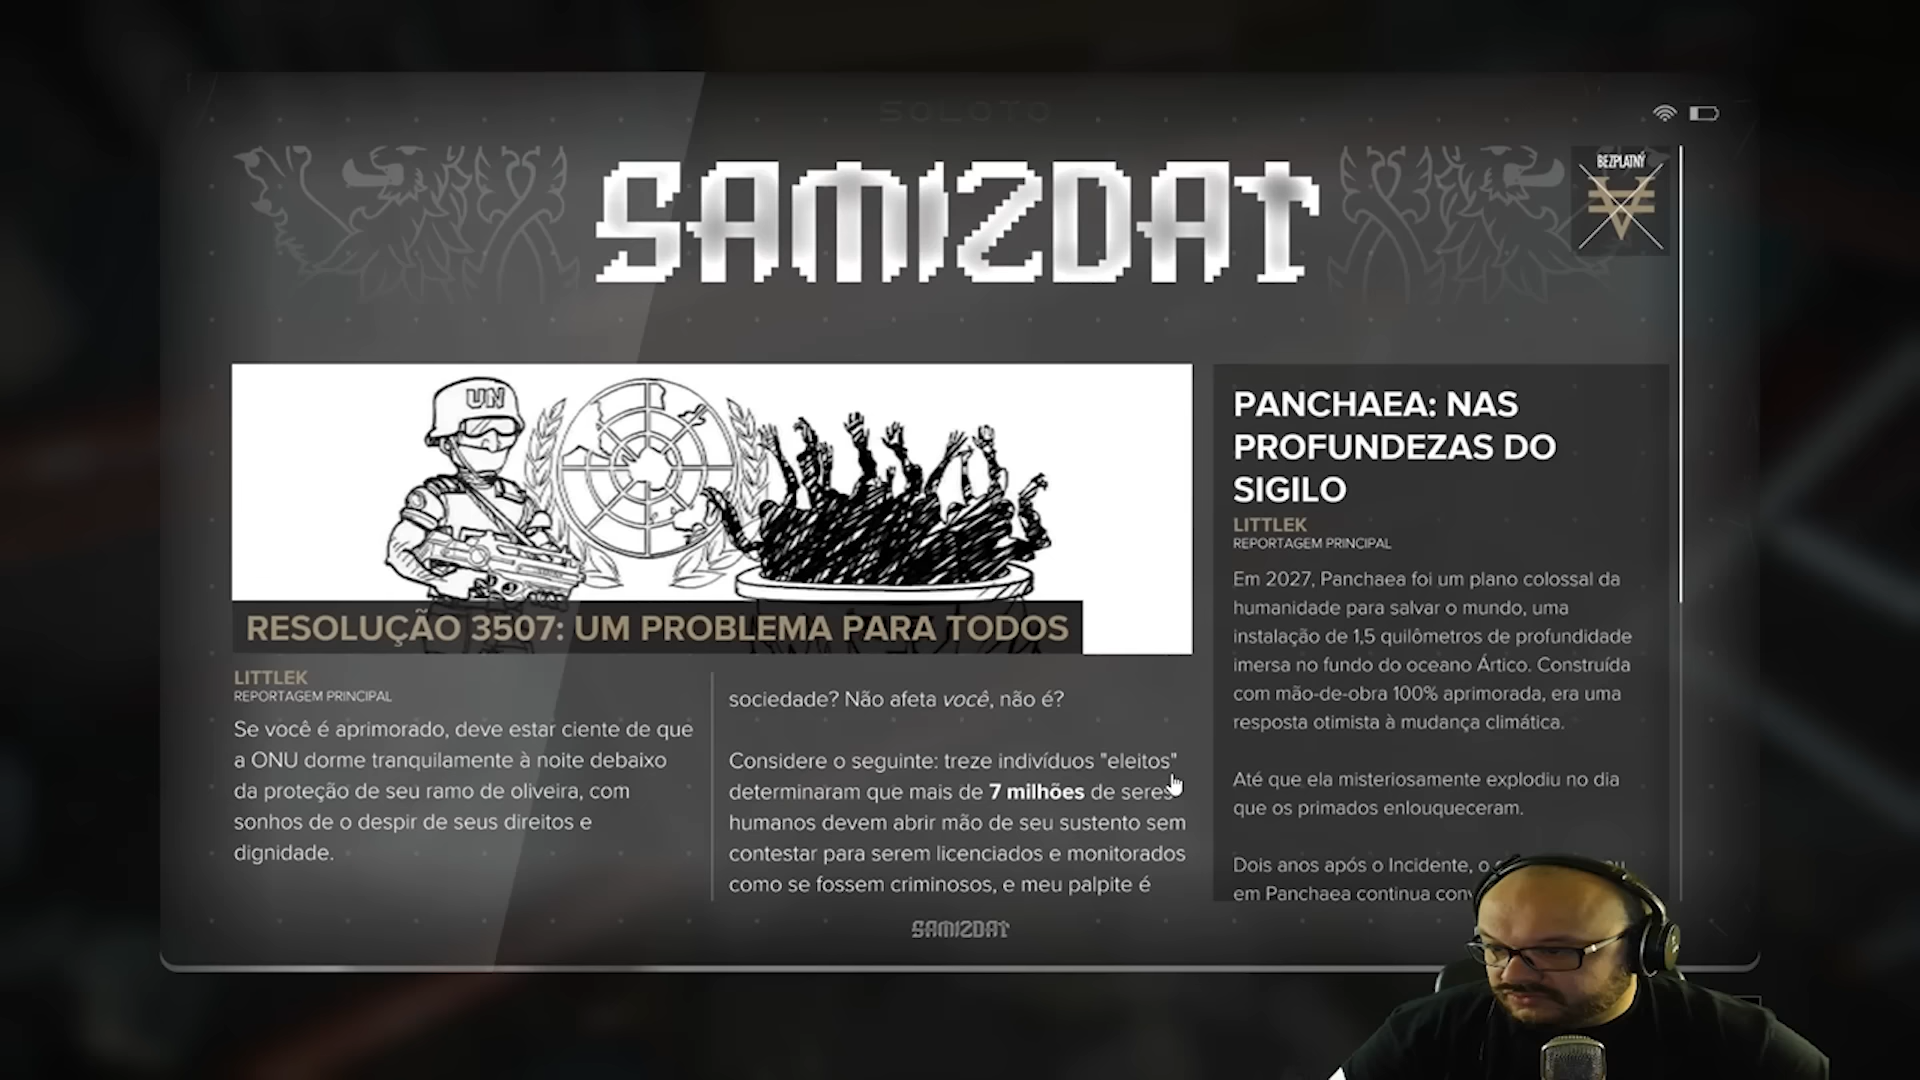 SOLOTO
SAMIZDAT
BEZPLATNÝ
UN
RESOLUÇÃO 3507: UM PROBLEMA PARA TODOS
LITTLEK
REPORTAGEM PRINCIPAL
Se você é aprimorado, deve estar ciente de que
a ONU dorme tranquilamente à noite debaixo
da proteção de seu ramo de oliveira, com
sonhos de o despir de seus direitos e
dignidade.
sociedade? Não afeta você, não é?
Considere o seguinte: treze indivíduos "eleitos"
determinaram que mais de 7 milhões de seres
humanos devem abrir mão de seu sustento sem
contestar para serem licenciados e monitorados
como se fossem criminosos, e meu palpite é
PANCHAEA: NAS
PROFUNDEZAS DO
SIGILO
LITTLEK
REPORTAGEM PRINCIPAL
Em 2027, Panchaea foi um plano colossal da
humanidade para salvar o mundo, uma
instalação de 1,5 quilômetros de profundidade
imersa no fundo do oceano Ártico. Construída
com mão-de-obra 100% aprimorada, era uma
resposta otimista à mudança climática.
Até que ela misteriosamente explodiu no dia
que os primados enlouqueceram.
Dois anos após o Incidente, o
em Panchaea continua
SAMIZDAT